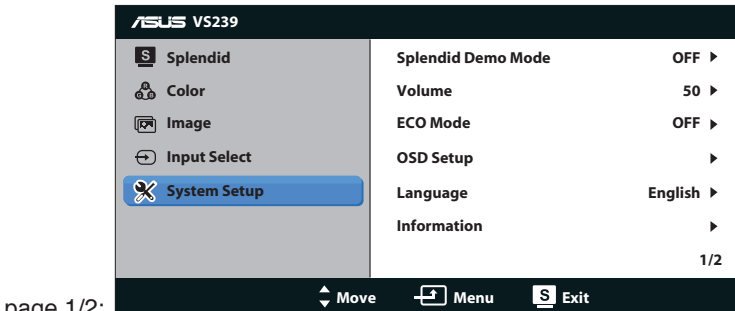 ASUS VS239
S Splendid
Color
Image
Input Select
System Setup
Splendid Demo Mode OFF
Volume 50
ECO Mode OFF
OSD Setup
Language English
Information
1/2
page 1/2:
Move Menu S Exit